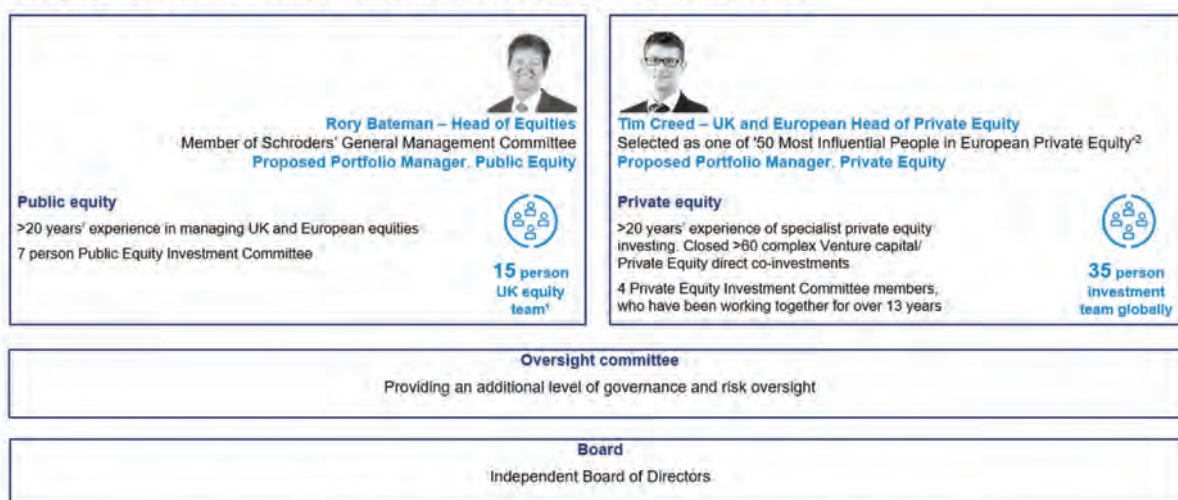 Rory Bateman – Head of Equities
Member of Schroders' General Management Committee
Proposed Portfolio Manager, Public Equity
Public equity
>20 years' experience in managing UK and European equities
7 person Public Equity Investment Committee
15 person
UK equity
team¹
Tim Creed – UK and European Head of Private Equity
Selected as one of '50 Most Influential People in European Private Equity'²
Proposed Portfolio Manager, Private Equity
Private equity
>20 years' experience of specialist private equity
investing. Closed >60 complex Venture capital/
Private Equity direct co-investments
4 Private Equity Investment Committee members,
who have been working together for over 13 years
35 person
investment
team globally
Oversight committee
Providing an additional level of governance and risk oversight
Board
Independent Board of Directors